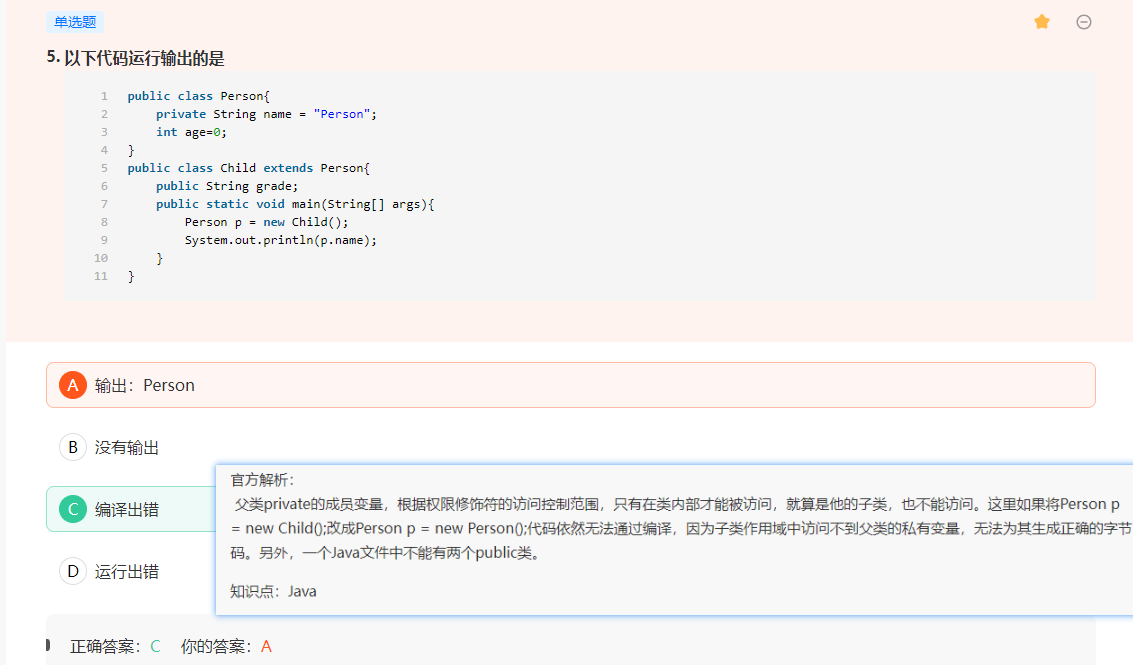 单选题
5. 以下代码运行输出的是
1 public class Person{
2     private String name = "Person";
3     int age=0;
4 }
5 public class Child extends Person{
6     public String grade;
7     public static void main(String[] args){
8         Person p = new Child();
9         System.out.println(p.name);
10     }
11 }
A 输出：Person
B 没有输出
C 编译出错
D 运行出错
官方解析：
父类private的成员变量，根据权限修饰符的访问控制范围，只有在类内部才能被访问，就算是他的子类，也不能访问。这里如果将Person p
= new Child();改成Person p = new Person();代码依然无法通过编译，因为子类作用域中访问不到父类的私有变量，无法为其生成正确的字节
码。另外，一个Java文件中不能有两个public类。
知识点：Java
正确答案：C 你的答案：A